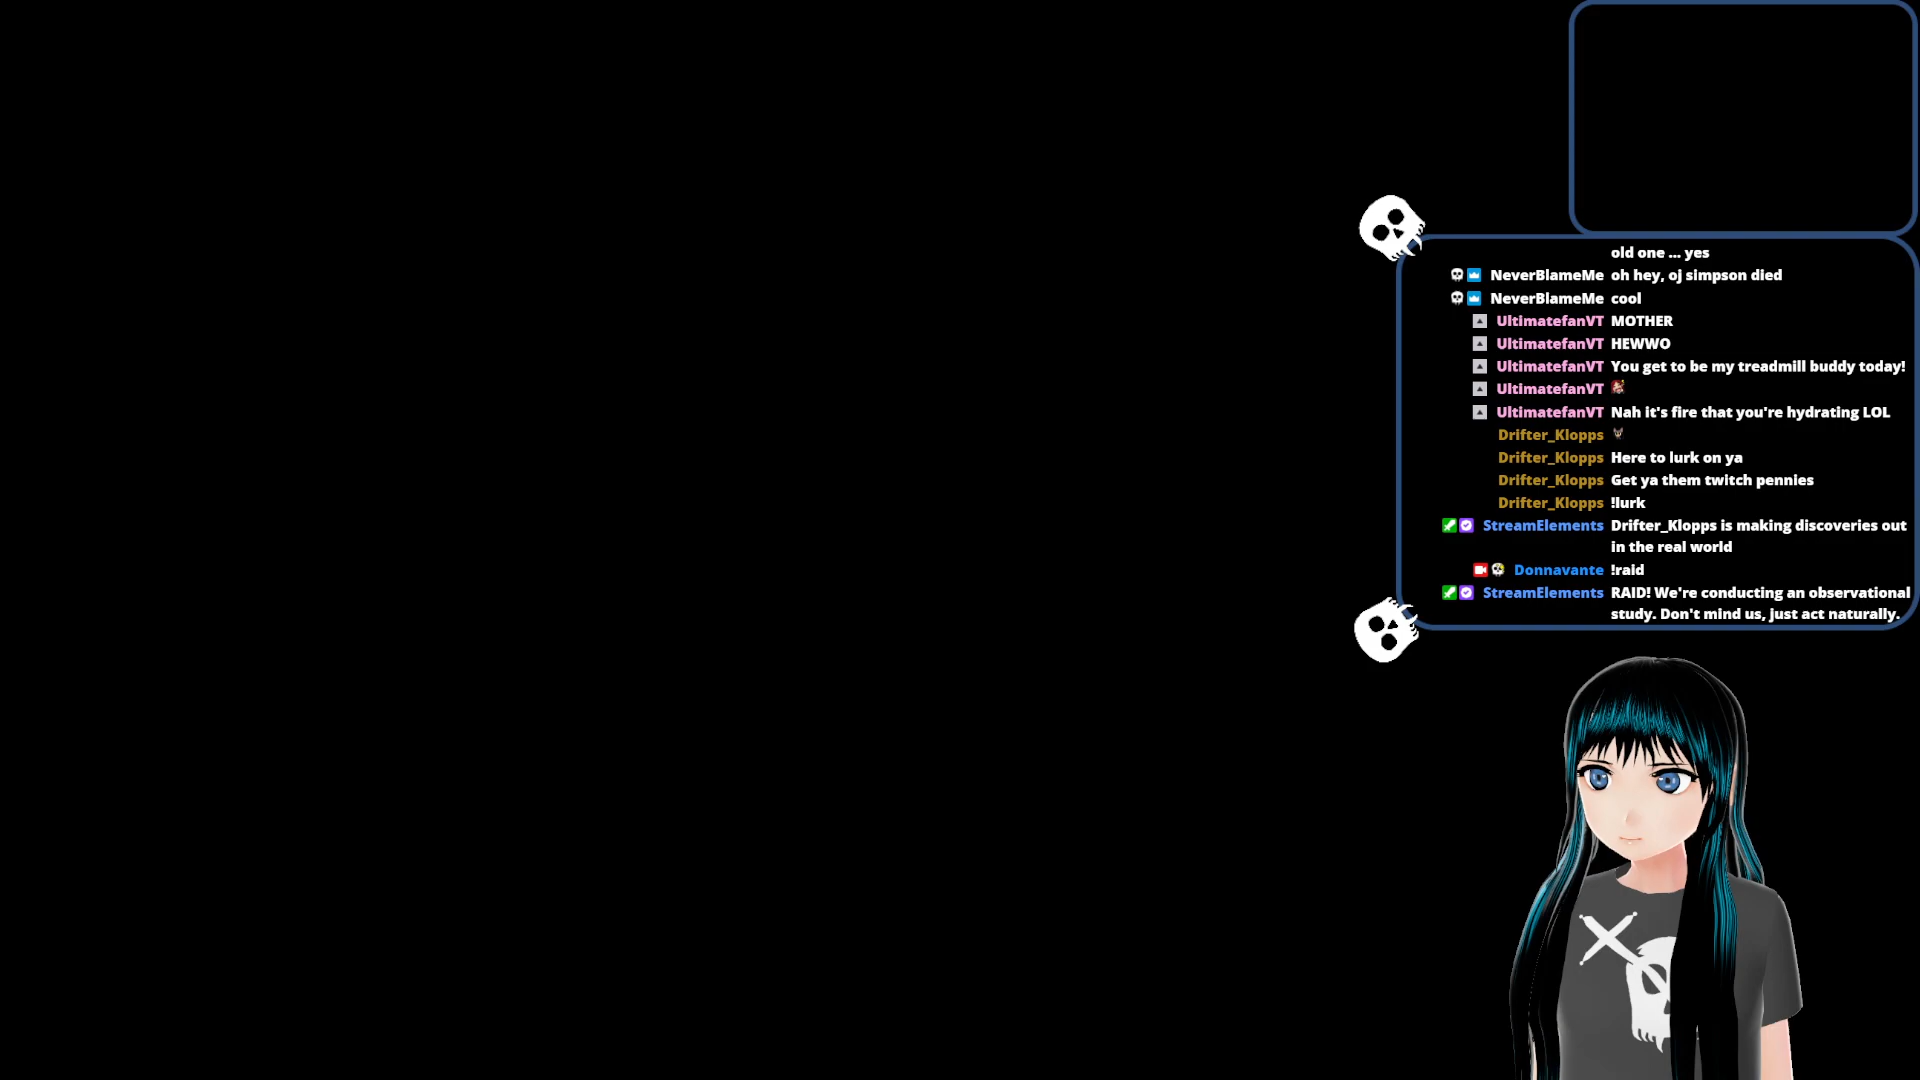 old one ... yes
NeverBlameMe oh hey, oj simpson died
NeverBlameMe cool
UltimatefanVT MOTHER
UltimatefanVT HEWWO
UltimatefanVT You get to be my treadmill buddy today!
UltimatefanVT
UltimatefanVT Nah it's fire that you're hydrating LOL
Drifter_Klopps
Drifter_Klopps Here to lurk on ya
Drifter_Klopps Get ya them twitch pennies
Drifter_Klopps !lurk
StreamElements Drifter_Klopps is making discoveries out
in the real world
Donnavante !raid
StreamElements RAID! We're conducting an observational
study. Don't mind us, just act naturally.